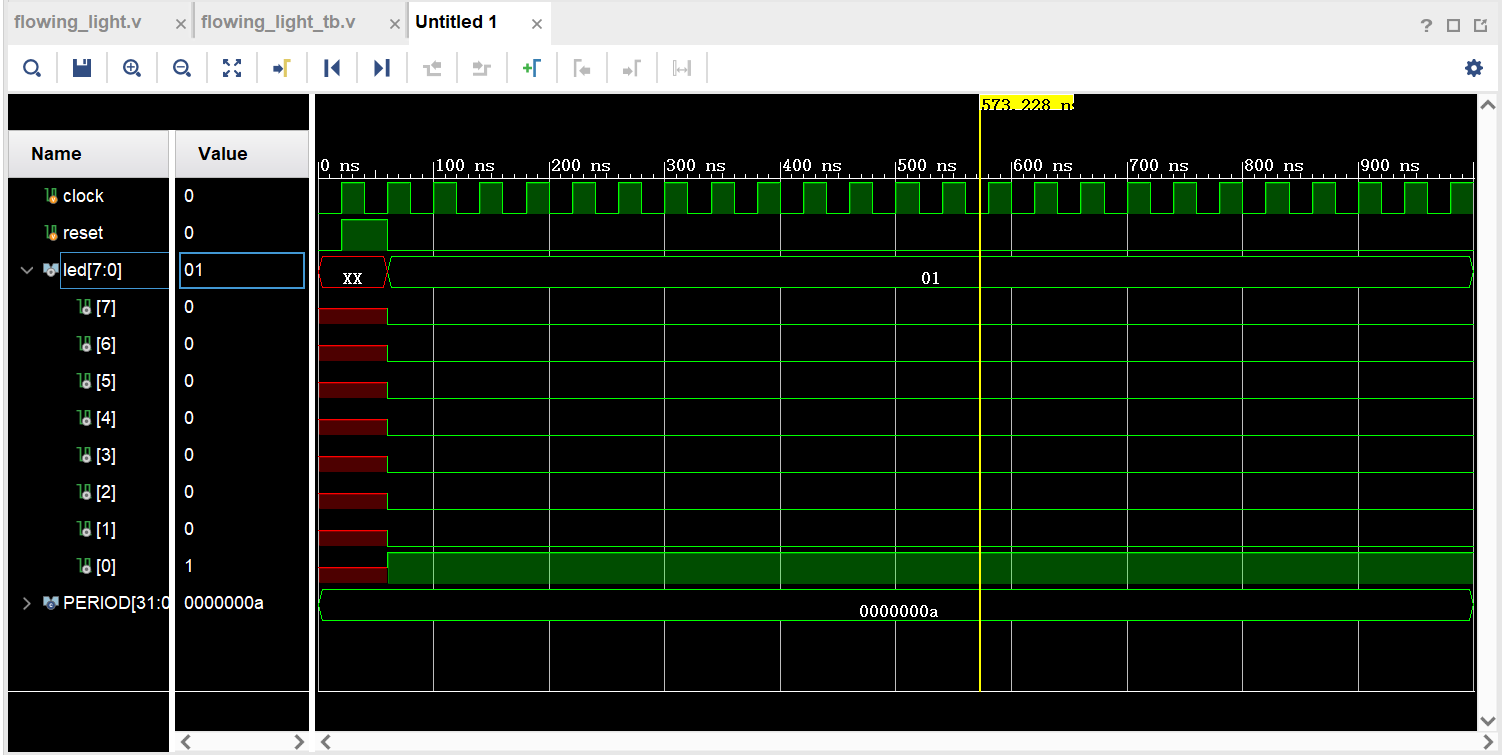 flowing_light.v × flowing_light_tb.v × Untitled 1 × ?
573.228 ns
Name Value
0 ns 100 ns 200 ns 300 ns 400 ns 500 ns 600 ns 700 ns 800 ns 900 ns
clock 0
reset 0
led[7:0] 01 XX 01
[7] 0
[6] 0
[5] 0
[4] 0
[3] 0
[2] 0
[1] 0
[0] 1
PERIOD[31:0 0000000a 0000000a